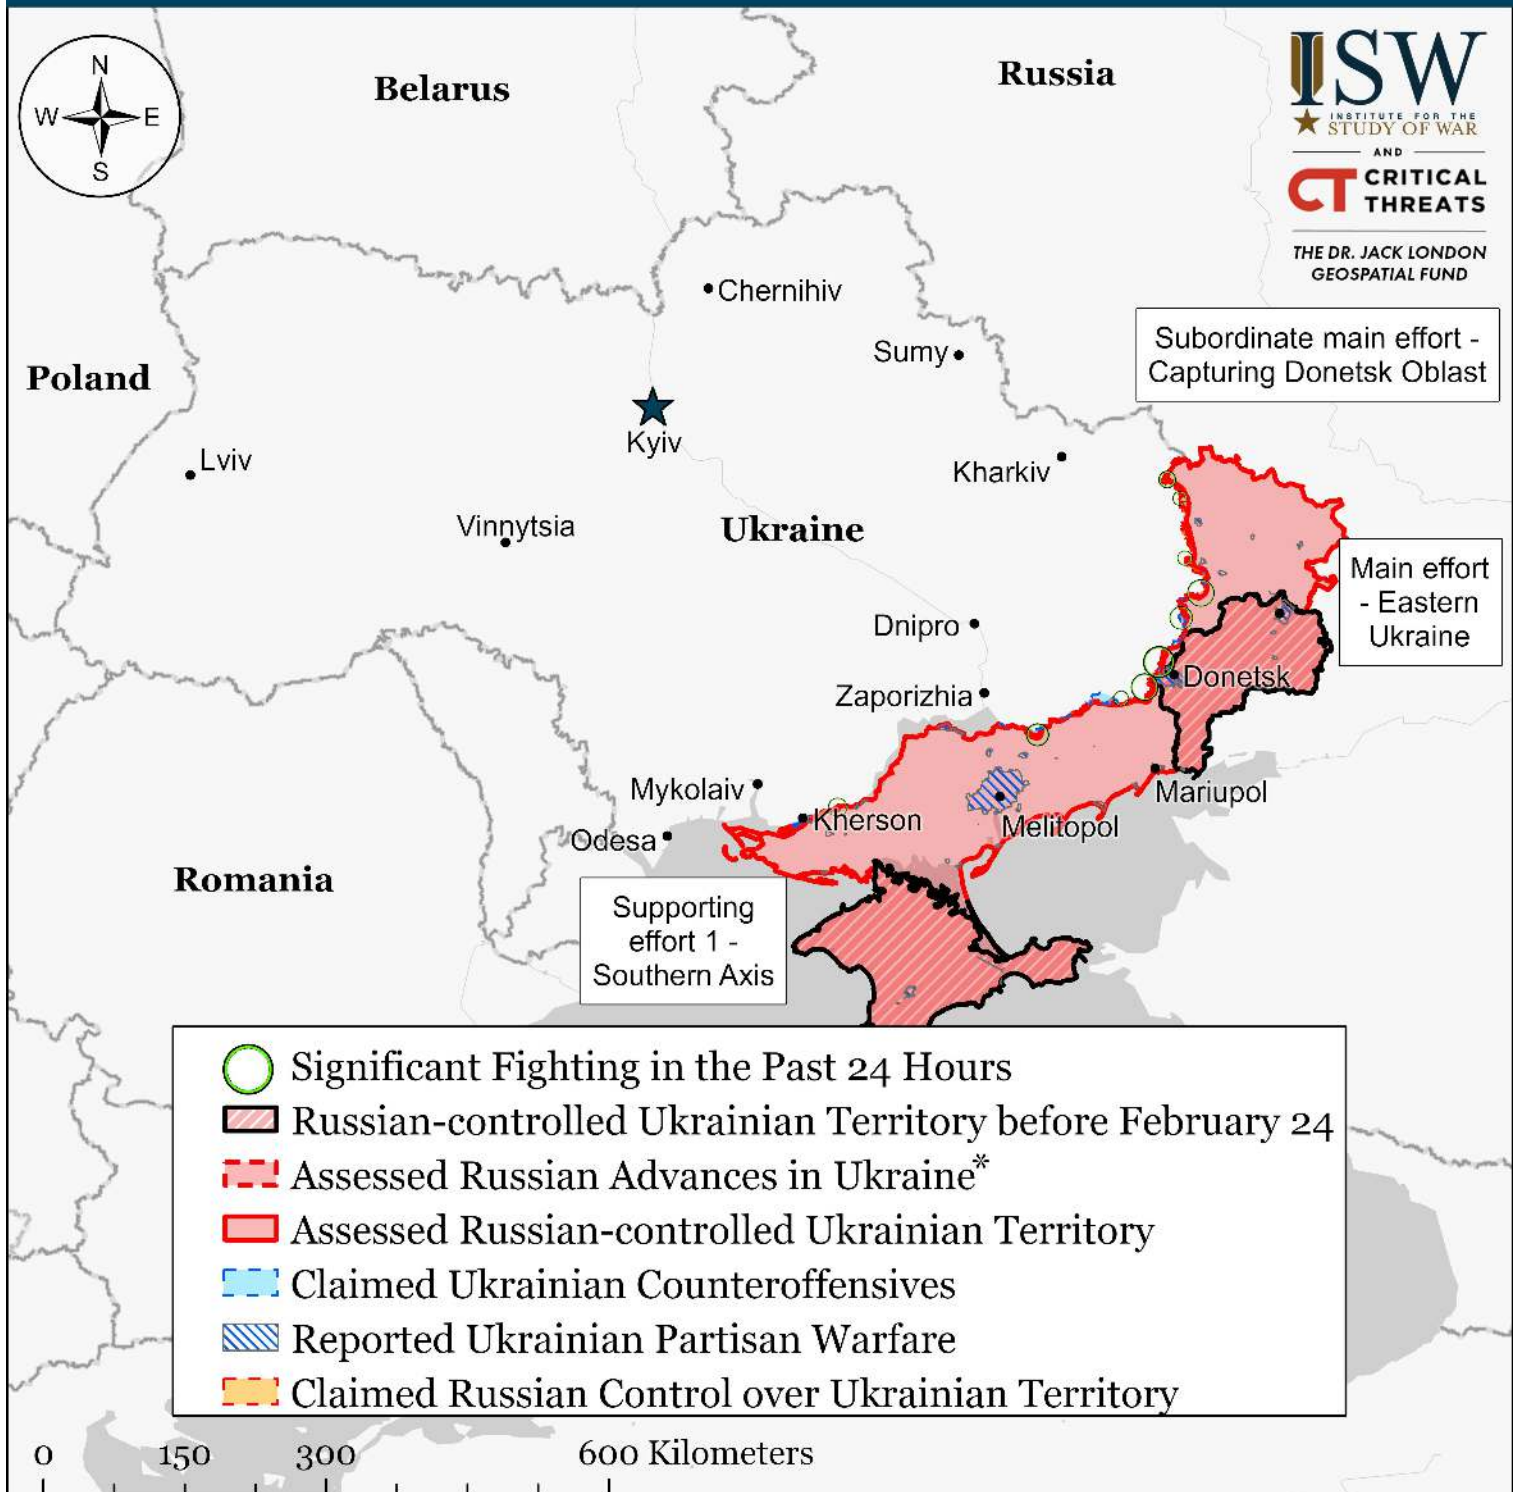 N
W
E
S
Belarus
Russia
ISW
INSTITUTE FOR THE
STUDY OF WAR
AND
CT CRITICAL
THREATS
THE DR. JACK LONDON
GEOSPATIAL FUND
Chernihiv
Sumy
Subordinate main effort -
Capturing Donetsk Oblast
Poland
Kyiv
Lviv
Kharkiv
Vinnytsia
Ukraine
Main effort
- Eastern
Ukraine
Dnipro
Donetsk
Zaporizhia
Mykolaiv
Mariupol
Kherson
Melitopol
Odesa
Romania
Supporting
effort 1 -
Southern Axis
Significant Fighting in the Past 24 Hours
Russian-controlled Ukrainian Territory before February 24
Assessed Russian Advances in Ukraine*
Assessed Russian-controlled Ukrainian Territory
Claimed Ukrainian Counteroffensives
Reported Ukrainian Partisan Warfare
Claimed Russian Control over Ukrainian Territory
0 150 300 600 Kilometers